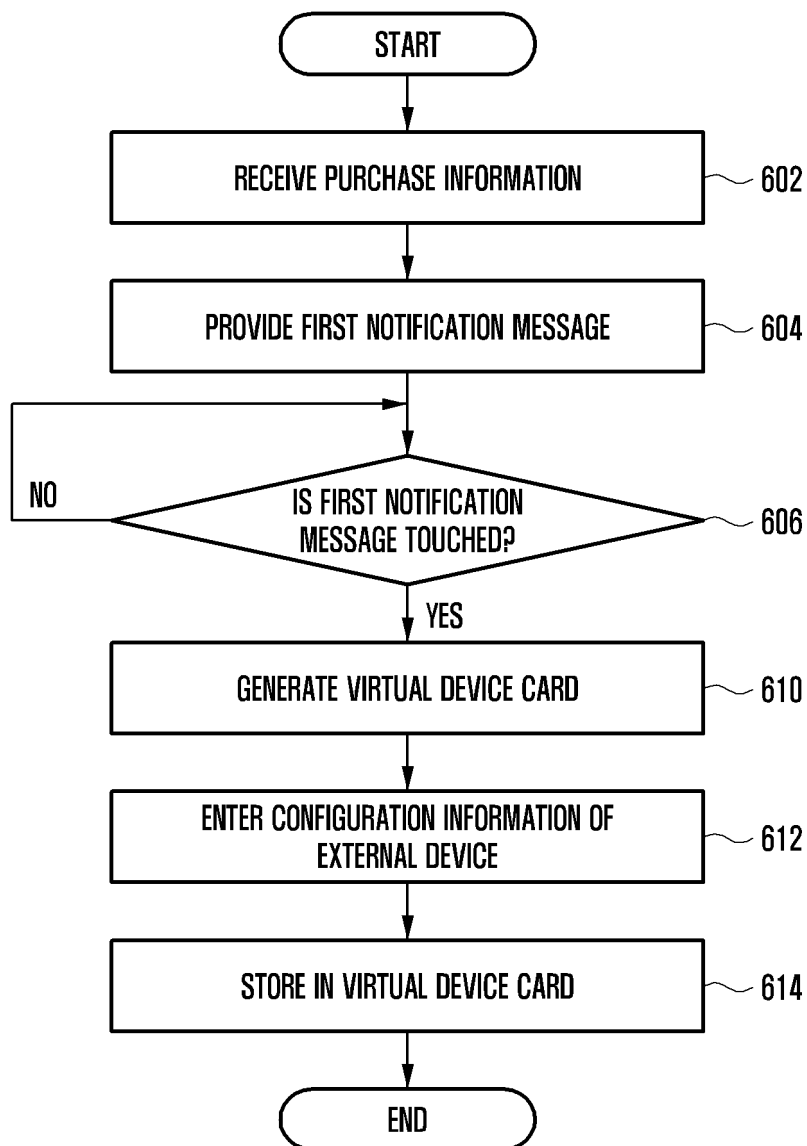 START
RECEIVE PURCHASE INFORMATION
602
PROVIDE FIRST NOTIFICATION MESSAGE
604
NO
IS FIRST NOTIFICATION
MESSAGE TOUCHED?
606
YES
GENERATE VIRTUAL DEVICE CARD
610
ENTER CONFIGURATION INFORMATION OF
EXTERNAL DEVICE
612
STORE IN VIRTUAL DEVICE CARD
614
END